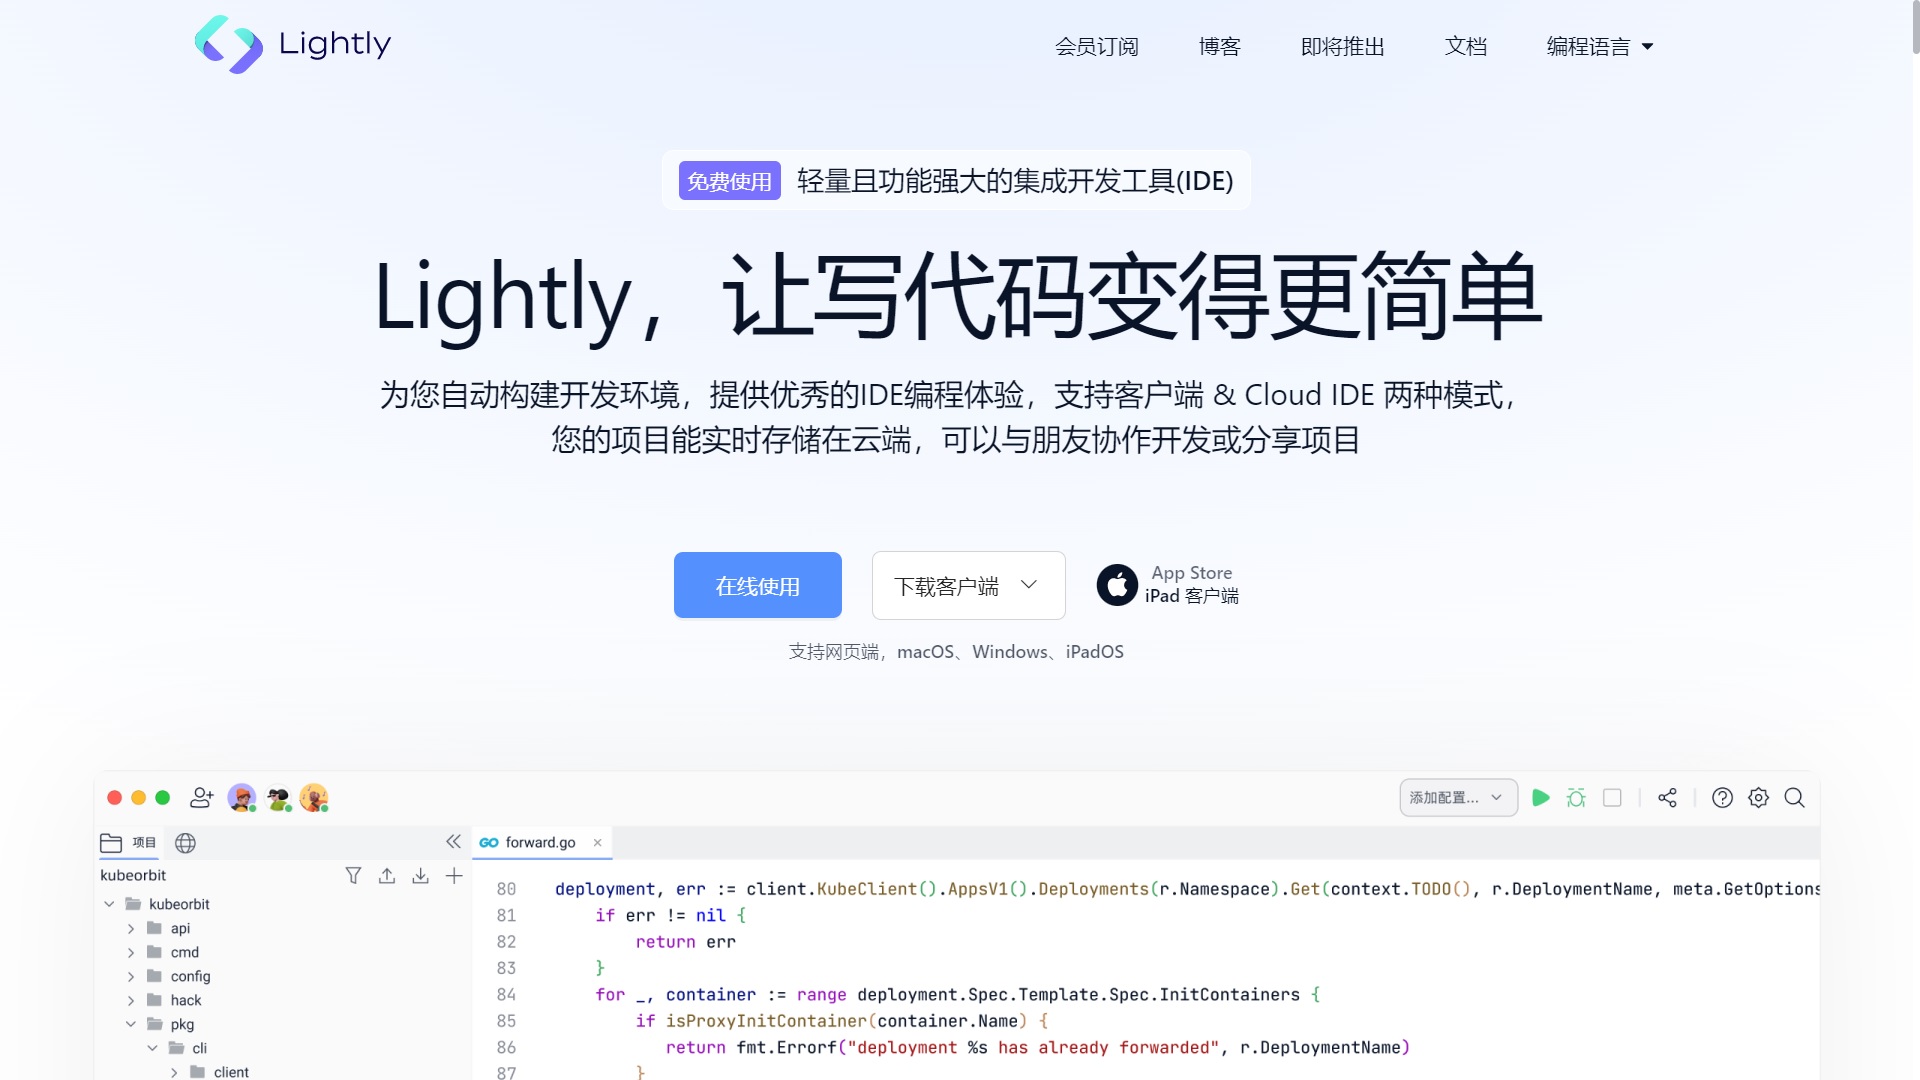 Lightly
会员订阅
博客
即将推出
文档
编程语言
免费使用 轻量且功能强大的集成开发工具(IDE)
Lightly，让写代码变得更简单
为您自动构建开发环境，提供优秀的IDE编程体验，支持客户端 & Cloud IDE 两种模式，
您的项目能实时存储在云端，可以与朋友协作开发或分享项目
在线使用
下载客户端
App Store
iPad 客户端
支持网页端，macOS、Windows、iPadOS
添加配置...
项目
GO forward.go
kubeorbit
kubeorbit
api
cmd
config
hack
pkg
cli
client
80 deployment, err := client.KubeClient().AppsV1().Deployments(r.Namespace).Get(context.TODO(), r.DeploymentName, meta.GetOptions
81 if err != nil {
82 return err
83 }
84 for _, container := range deployment.Spec.Template.Spec.InitContainers {
85 if isProxyInitContainer(container.Name) {
86 return fmt.Errorf("deployment %s has already forwarded", r.DeploymentName)
87 }